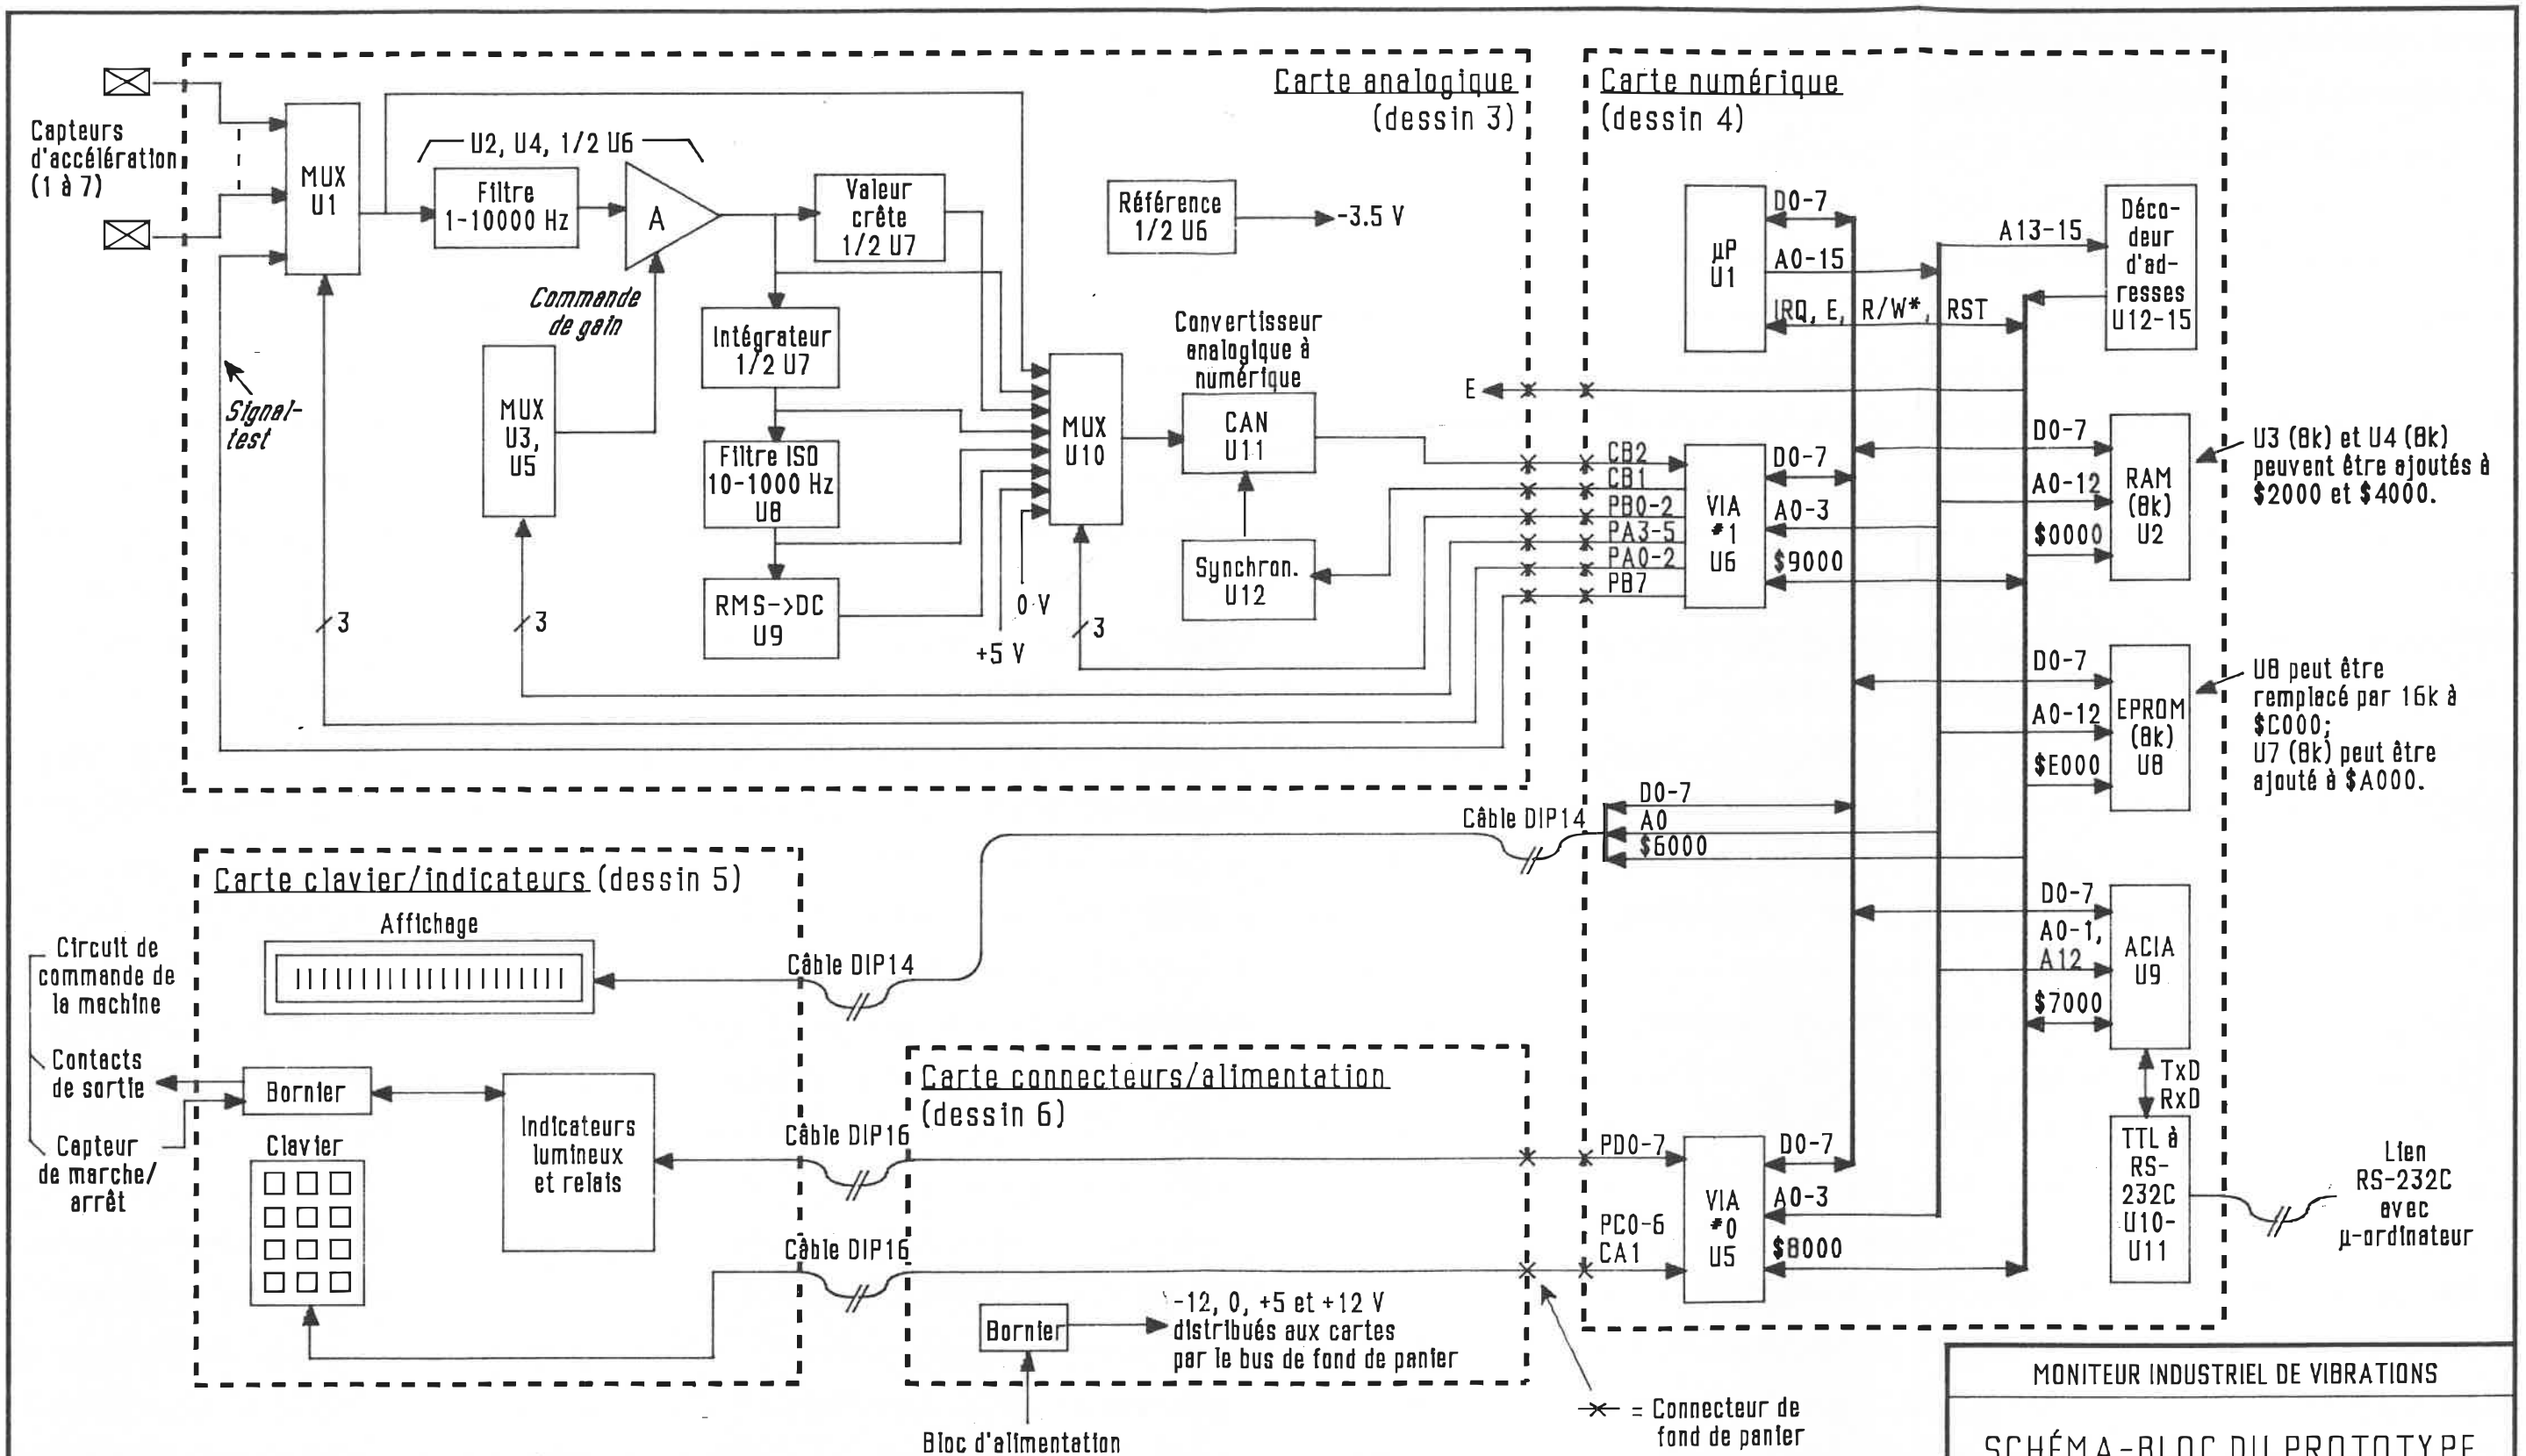 Capteurs
d'accélération
(1 à 7)
MUX
U1
U2, U4, 1/2 U6
Filtre
1-10000 Hz
A
Commande
de gain
Signal-
test
MUX
U3,
U5
3
3
Valeur
crête
1/2 U7
Intégrateur
1/2 U7
Filtre ISO
10-1000 Hz
U8
RMS->DC
U9
Référence
1/2 U6
-3.5 V
Carte analogique
(dessin 3)
Convertisseur
analogique à
numérique
MUX
U10
CAN
U11
Synchron.
U12
0 V
+5 V
3
E
Carte numérique
(dessin 4)
µP
U1
D0-7
A0-15
IRQ, E, R/W*, RST
A13-15
Déco-
deur
d'ad-
resses
U12-15
CB2
CB1
PB0-2
PA3-5
PA0-2
PB7
VIA
#1
U6
D0-7
A0-3
$9000
D0-7
A0-12
$0000
RAM
(8k)
U2
U3 (8k) et U4 (8k)
peuvent être ajoutés à
$2000 et $4000.
D0-7
A0-12
$E000
EPROM
(8k)
U8
U8 peut être
remplacé par 16k à
$C000;
U7 (8k) peut être
ajouté à $A000.
Câble DIP14
D0-7
A0
$6000
D0-7
A0-1,
A12
$7000
ACIA
U9
TxD
RxD
TTL à
RS-
232C
U10-
U11
Lien
RS-232C
avec
µ-ordinateur
Carte clavier/indicateurs (dessin 5)
Affichage
Câble DIP14
Circuit de
commande de
la machine
Contacts
de sortie
Capteur
de marche/
arrêt
Bornier
Clavier
Indicateurs
lumineux
et relais
Câble DIP16
Câble DIP16
Carte connecteurs/alimentation
(dessin 6)
Bornier
-12, 0, +5 et +12 V
distribués aux cartes
par le bus de fond de panier
Bloc d'alimentation
PD0-7
PC0-6
CA1
VIA
#0
U5
D0-7
A0-3
$8000
= Connecteur de
fond de panier
MONITEUR INDUSTRIEL DE VIBRATIONS
SCHÉMA-BLOC DU PROTOTYPE